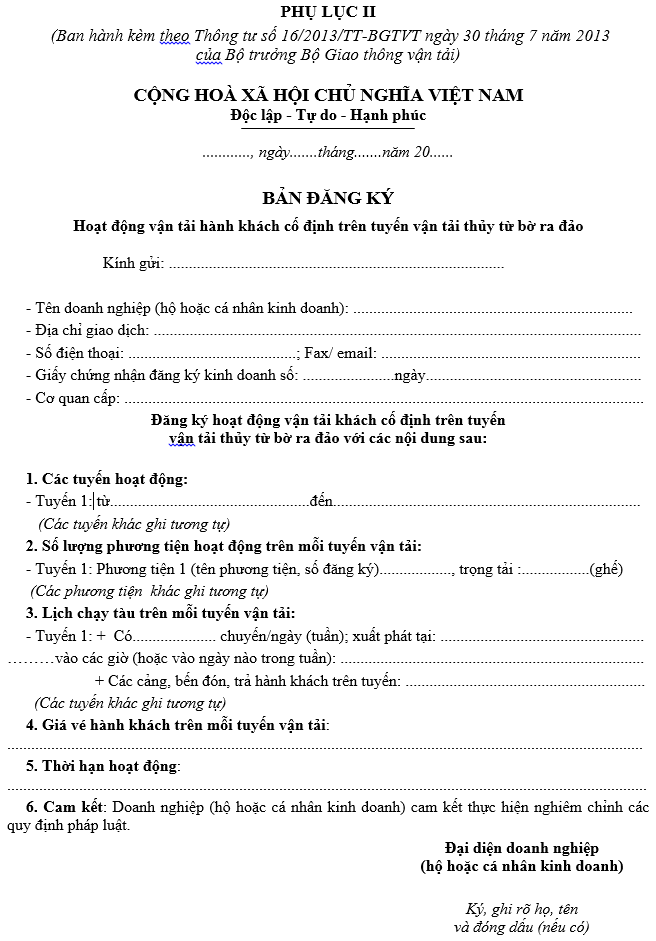 PHỤ LỤC II
(Ban hành kèm theo Thông tư số 16/2013/TT-BGTVT ngày 30 tháng 7 năm 2013
của Bộ trưởng Bộ Giao thông vận tải)
CỘNG HOÀ XÃ HỘI CHỦ NGHĨA VIỆT NAM
Độc lập - Tự do - Hạnh phúc
............, ngày.......tháng.......năm 20......
BẢN ĐĂNG KÝ
Hoạt động vận tải hành khách cố định trên tuyến vận tải thủy từ bờ ra đảo
Kính gửi: ....................................................................................
- Tên doanh nghiệp (hộ hoặc cá nhân kinh doanh): ......................................................................
- Địa chỉ giao dịch: ..........................................................................................................................
- Số điện thoại: ..........................................; Fax/ email: .................................................................
- Giấy chứng nhận đăng ký kinh doanh số: .......................ngày......................................................
- Cơ quan cấp: ..................................................................................................................................
Đăng ký hoạt động vận tải khách cố định trên tuyến
vận tải thủy từ bờ ra đảo với các nội dung sau:
1. Các tuyến hoạt động:
- Tuyến 1: từ..................................................đến.............................................................................
(Các tuyến khác ghi tương tự)
2. Số lượng phương tiện hoạt động trên mỗi tuyến vận tải:
- Tuyến 1: Phương tiện 1 (tên phương tiện, số đăng ký)..................., trọng tải :.................(ghế)
(Các phương tiện khác ghi tương tự)
3. Lịch chạy tàu trên mỗi tuyến vận tải:
- Tuyến 1: + Có..................... chuyến/ngày (tuần); xuất phát tại: ...................................................
………vào các giờ (hoặc vào ngày nào trong tuần): ............................................................................
+ Các cảng, bến đón, trả hành khách trên tuyến: ............................................................
(Các tuyến khác ghi tương tự)
4. Giá vé hành khách trên mỗi tuyến vận tải:
...............................................................................................................................................................
5. Thời hạn hoạt động:
................................................................................................................................................................
6. Cam kết: Doanh nghiệp (hộ hoặc cá nhân kinh doanh) cam kết thực hiện nghiêm chỉnh các
quy định pháp luật.
Đại diện doanh nghiệp
(hộ hoặc cá nhân kinh doanh)
Ký, ghi rõ họ, tên
và đóng dấu (nếu có)